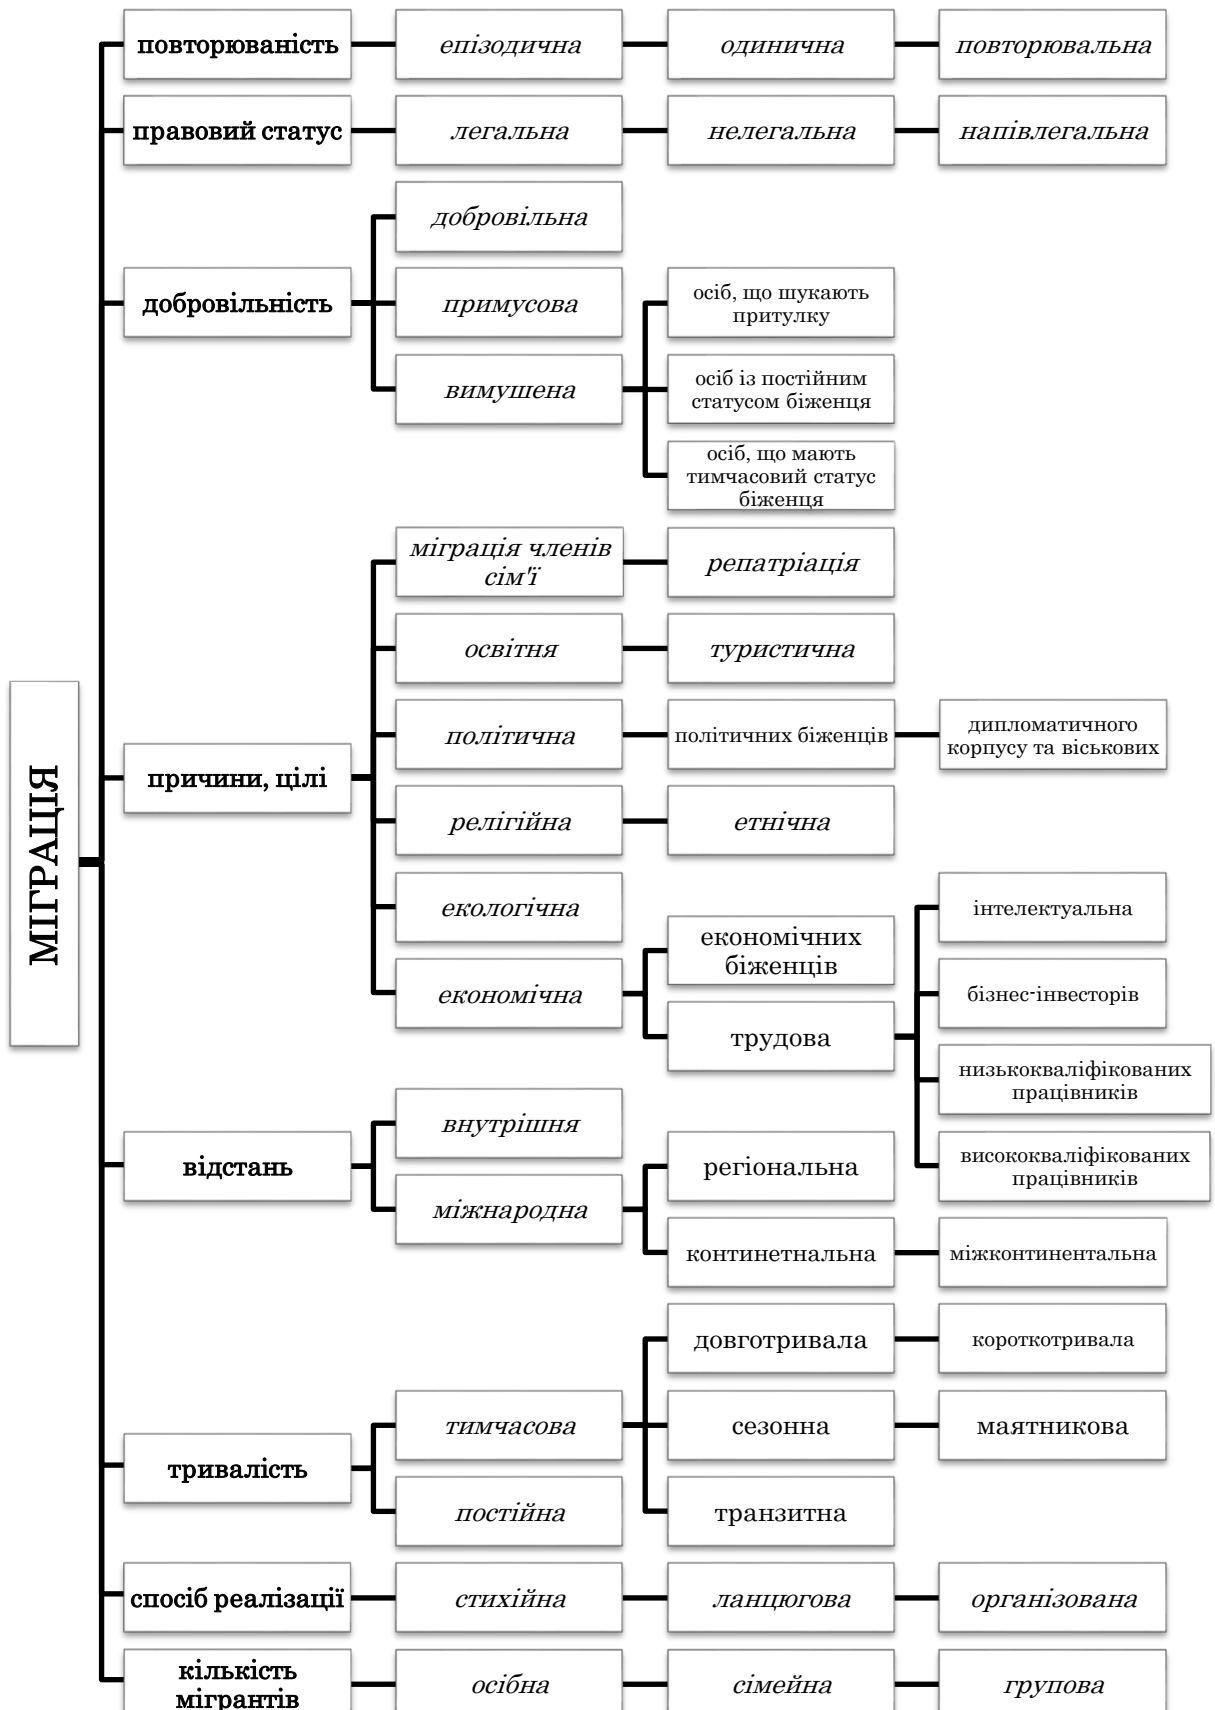 МІГРАЦІЯ
повторюваність
епізодична
одинична
повторювальна
правовий статус
легальна
нелегальна
напівлегальна
добровільність
добровільна
примусова
вимушена
осіб, що шукають
притулку
осіб із постійним
статусом біженця
осіб, що мають
тимчасовий статус
біженця
причини, цілі
міграція членів
сім'ї
репатріація
освітня
туристична
політична
політичних біженців
дипломатичного
корпусу та віськових
релігійна
етнічна
екологічна
економічна
економічних
біженців
трудова
інтелектуальна
бізнес-інвесторів
низькокваліфікованих
працівників
висококваліфікованих
працівників
відстань
внутрішня
міжнародна
регіональна
континетнальна
міжконтинентальна
тривалість
тимчасова
довготривала
короткотривала
сезонна
маятникова
транзитна
постійна
спосіб реалізації
стихійна
ланцюгова
організована
кількість
мігрантів
осібна
сімейна
групова